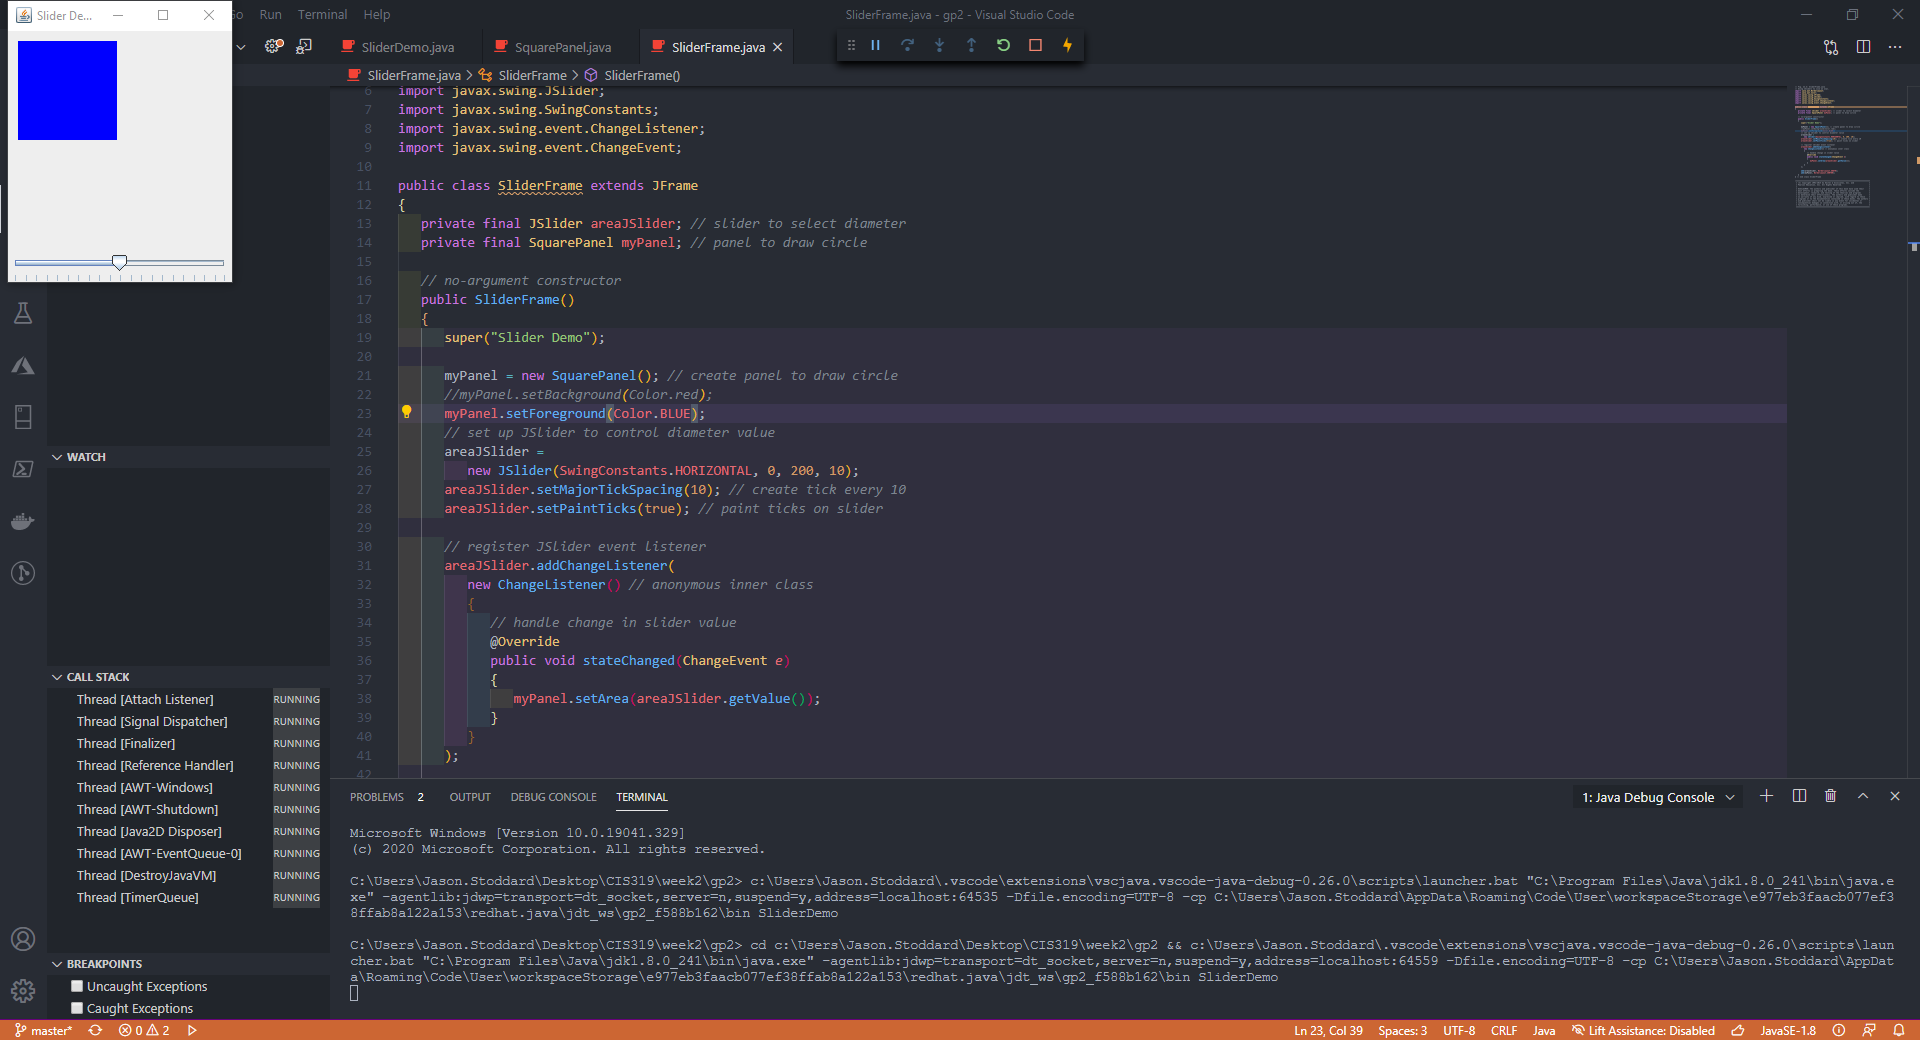 Slider De...
Go Run Terminal Help
SliderFrame.java - gp2 - Visual Studio Code
SliderDemo.java
SquarePanel.java
SliderFrame.java
SliderFrame.java > SliderFrame > SliderFrame()
6 import javax.swing.JSlider;
7 import javax.swing.SwingConstants;
8 import javax.swing.event.ChangeListener;
9 import javax.swing.event.ChangeEvent;
10
11 public class SliderFrame extends JFrame
12 {
13 private final JSlider areaJSlider; // slider to select diameter
14 private final SquarePanel myPanel; // panel to draw circle
15
16 // no-argument constructor
17 public SliderFrame()
18 {
19 super("Slider Demo");
20
21 myPanel = new SquarePanel(); // create panel to draw circle
22 //myPanel.setBackground(Color.red);
23 myPanel.setForeground(Color.BLUE);
24 // set up JSlider to control diameter value
25 areaJSlider =
26 new JSlider(SwingConstants.HORIZONTAL, 0, 200, 10);
27 areaJSlider.setMajorTickSpacing(10); // create tick every 10
28 areaJSlider.setPaintTicks(true); // paint ticks on slider
29
30 // register JSlider event listener
31 areaJSlider.addChangeListener(
32 new ChangeListener() // anonymous inner class
33 {
34 // handle change in slider value
35 @Override
36 public void stateChanged(ChangeEvent e)
37 {
38 myPanel.setArea(areaJSlider.getValue());
39 }
40 }
41 );
42
WATCH
CALL STACK
Thread [Attach Listener] RUNNING
Thread [Signal Dispatcher] RUNNING
Thread [Finalizer] RUNNING
Thread [Reference Handler] RUNNING
Thread [AWT-Windows] RUNNING
Thread [AWT-Shutdown] RUNNING
Thread [Java2D Disposer] RUNNING
Thread [AWT-EventQueue-0] RUNNING
Thread [DestroyJavaVM] RUNNING
Thread [TimerQueue] RUNNING
BREAKPOINTS
Uncaught Exceptions
Caught Exceptions
PROBLEMS 2 OUTPUT DEBUG CONSOLE TERMINAL
1: Java Debug Console
Microsoft Windows [Version 10.0.19041.329]
(c) 2020 Microsoft Corporation. All rights reserved.
C:\Users\Jason.Stoddard\Desktop\CIS319\week2\gp2> c:\Users\Jason.Stoddard\.vscode\extensions\vscjava.vscode-java-debug-0.26.0\scripts\launcher.bat "C:\Program Files\Java\jdk1.8.0_241\bin\java.e
xe" -agentlib:jdwp=transport=dt_socket,server=n,suspend=y,address=localhost:64535 -Dfile.encoding=UTF-8 -cp C:\Users\Jason.Stoddard\AppData\Roaming\Code\User\workspaceStorage\e977eb3faacb077ef3
8ffab8a122a153\redhat.java\jdt_ws\gp2_f588b162\bin SliderDemo
C:\Users\Jason.Stoddard\Desktop\CIS319\week2\gp2> cd c:\Users\Jason.Stoddard\Desktop\CIS319\week2\gp2 && c:\Users\Jason.Stoddard\.vscode\extensions\vscjava.vscode-java-debug-0.26.0\scripts\laun
cher.bat "C:\Program Files\Java\jdk1.8.0_241\bin\java.exe" -agentlib:jdwp=transport=dt_socket,server=n,suspend=y,address=localhost:64559 -Dfile.encoding=UTF-8 -cp C:\Users\Jason.Stoddard\AppDat
a\Roaming\Code\User\workspaceStorage\e977eb3faacb077ef38ffab8a122a153\redhat.java\jdt_ws\gp2_f588b162\bin SliderDemo
master* 0 2
Ln 23, Col 39 Spaces: 3 UTF-8 CRLF Java Lift Assistance: Disabled JavaSE-1.8